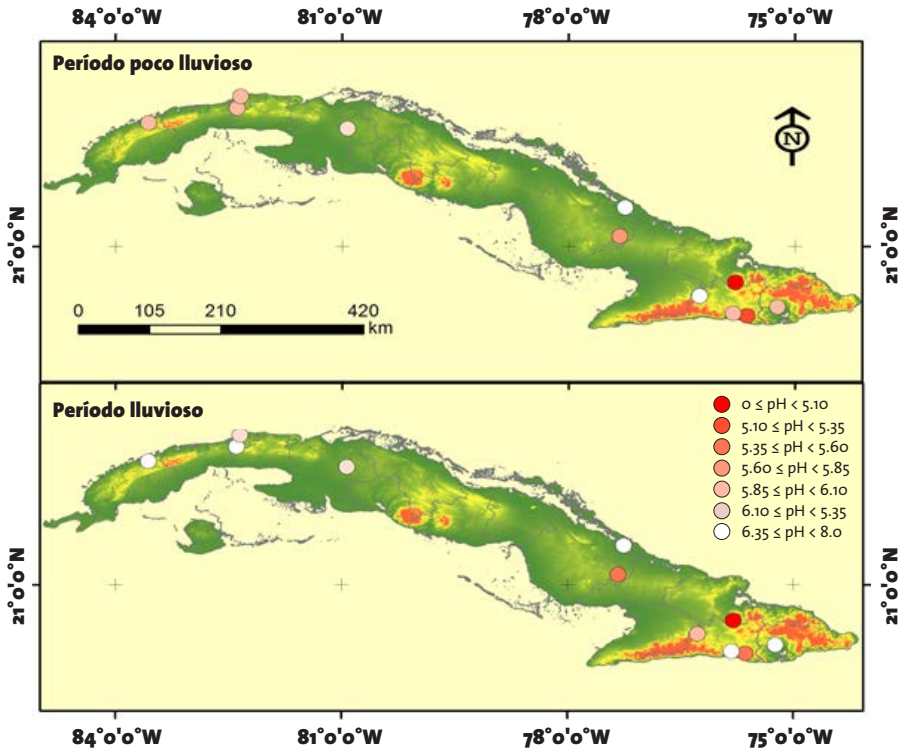 84°0'0"W 81°0'0"W 78°0'0"W 75°0'0"W
Período poco lluvioso
N
21°0'0"N 21°0'0"N
0 105 210 420
km
Período lluvioso
0 ≤ pH < 5.10
5.10 ≤ pH < 5.35
5.35 ≤ pH < 5.60
5.60 ≤ pH < 5.85
5.85 ≤ pH < 6.10
6.10 ≤ pH < 5.35
6.35 ≤ pH < 8.0
21°0'0"N 21°0'0"N
84°0'0"W 81°0'0"W 78°0'0"W 75°0'0"W